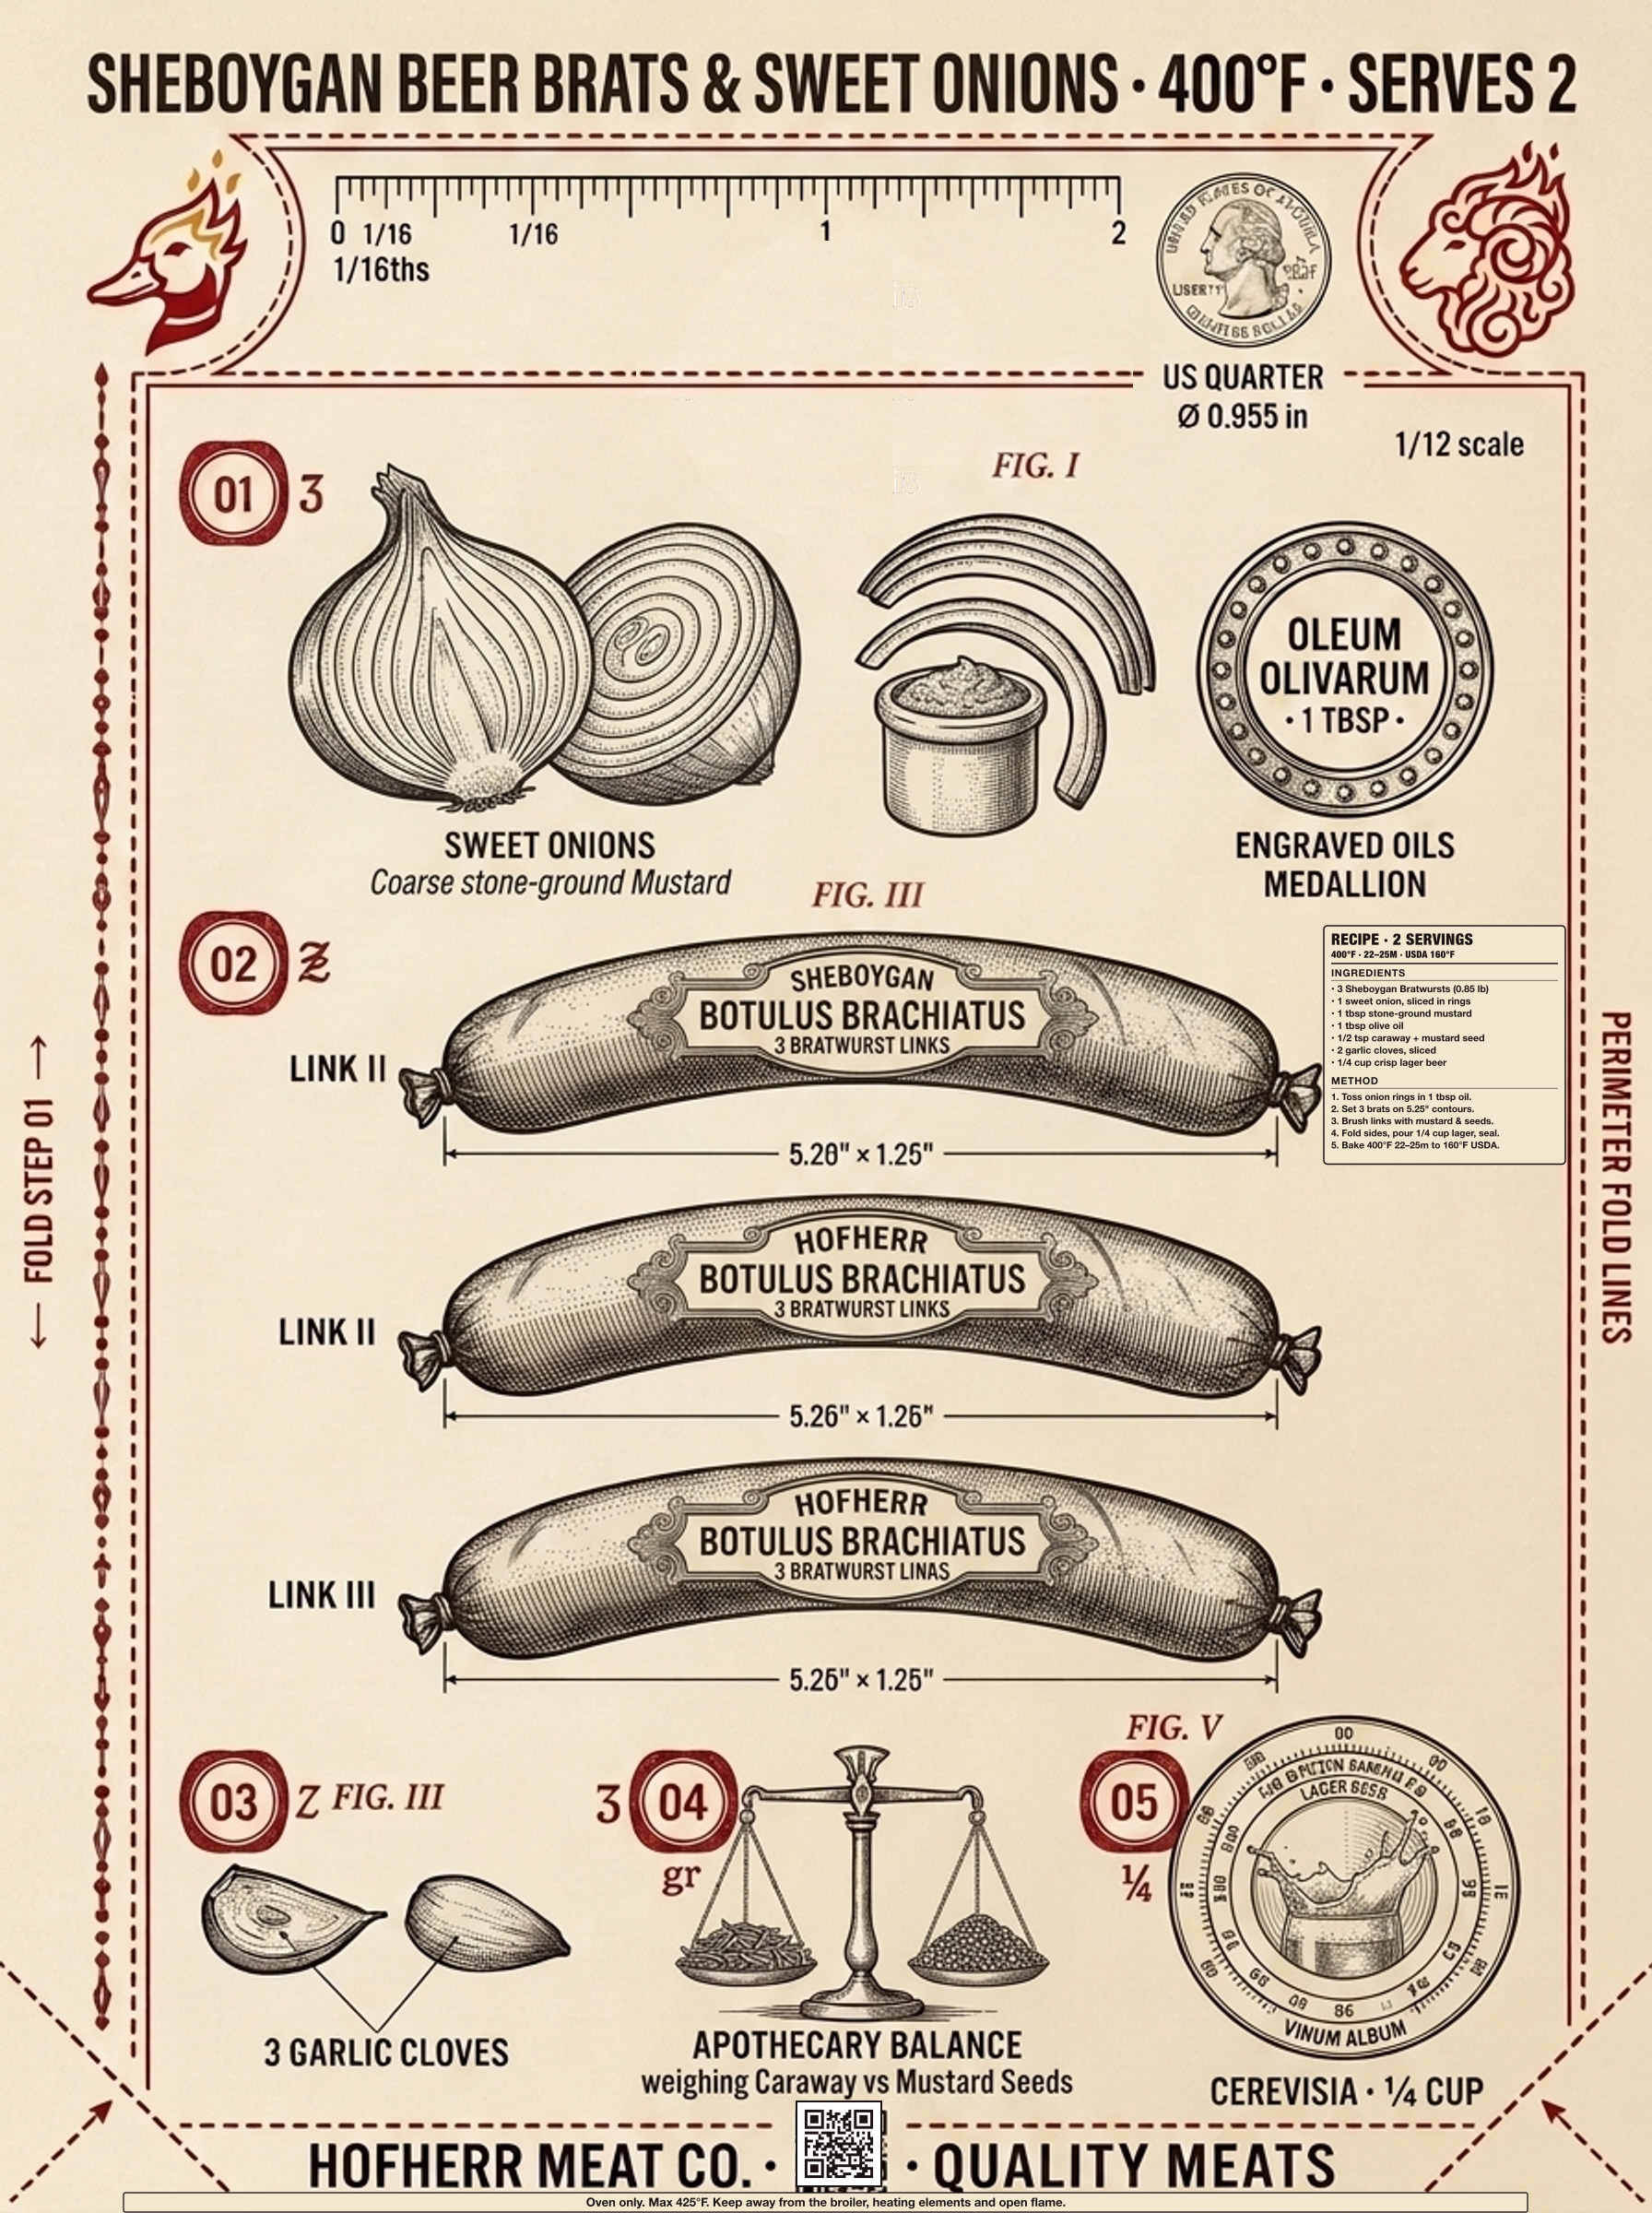 SHEBOYGAN BEER BRATS & SWEET ONIONS · 400°F · SERVES 2
0 1/16 1/16 1 2
1/16ths
US QUARTER
Ø 0.955 in
1/12 scale
01 3
FIG. I
OLEUM
OLIVARUM
· 1 TBSP ·
SWEET ONIONS
Coarse stone-ground Mustard
ENGRAVED OILS
MEDALLION
FIG. III
02
SHEBOYGAN
BOTULUS BRACHIATUS
3 BRATWURST LINKS
LINK II
5.20" × 1.25"
RECIPE · 2 SERVINGS
400°F · 22–25M · USDA 160°F
INGREDIENTS
· 3 Sheboygan Bratwursts (0.85 lb)
· 1 sweet onion, sliced in rings
· 1 tbsp stone-ground mustard
· 1 tbsp olive oil
· 1/2 tsp caraway + mustard seed
· 2 garlic cloves, sliced
· 1/4 cup crisp lager beer
METHOD
1. Toss onion rings in 1 tbsp oil.
2. Set 3 brats on 5.25" contours.
3. Brush links with mustard & seeds.
4. Fold sides, pour 1/4 cup lager, seal.
5. Bake 400°F 22–25m to 160°F USDA.
← FOLD STEP 01 →
PERIMETER FOLD LINES
HOFHERR
BOTULUS BRACHIATUS
3 BRATWURST LINKS
LINK II
5.26" × 1.26"
HOFHERR
BOTULUS BRACHIATUS
3 BRATWURST LINAS
LINK III
5.26" × 1.25"
03 Z FIG. III
3 04
gr
FIG. V
05
¼
LAGER
VINUM ALBUM
3 GARLIC CLOVES
APOTHECARY BALANCE
weighing Caraway vs Mustard Seeds
CEREVISIA · ¼ CUP
HOFHERR MEAT CO. · · QUALITY MEATS
Oven only. Max 425°F. Keep away from the broiler, heating elements and open flame.